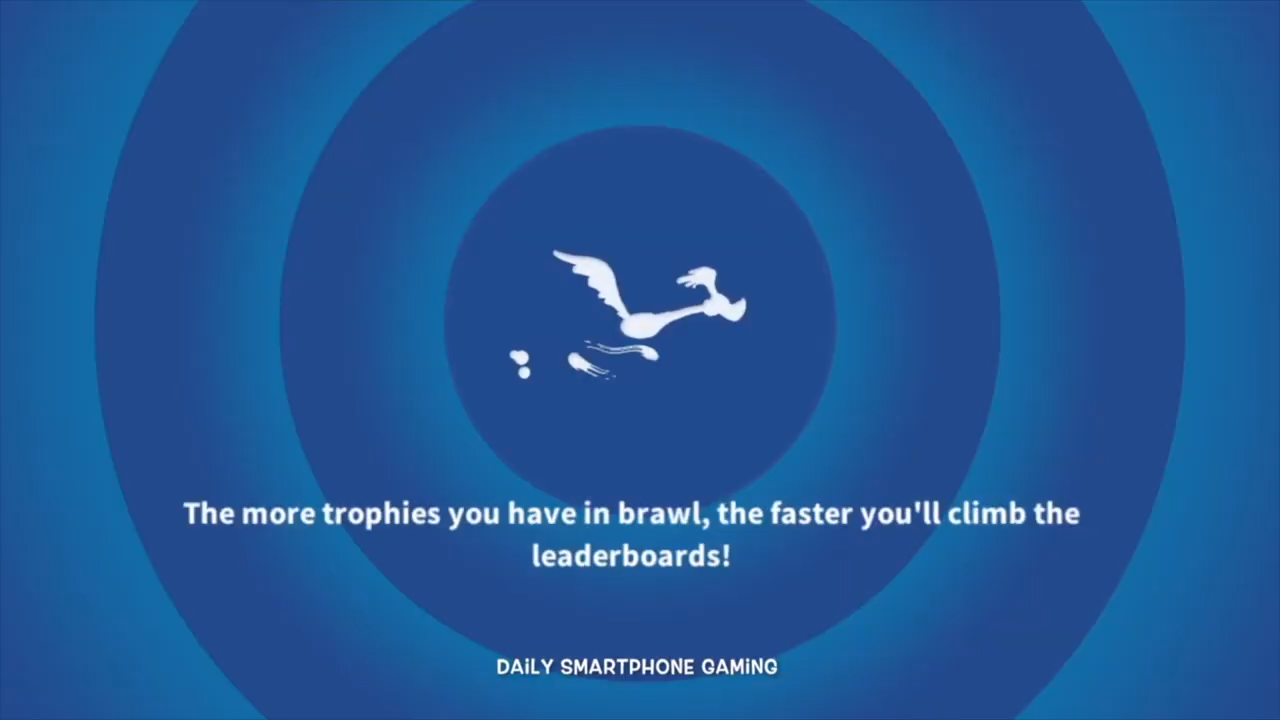 The more trophies you have in brawl, the faster you'll climb the
leaderboards!
DAiLY SMARTPHONE GAMiNG